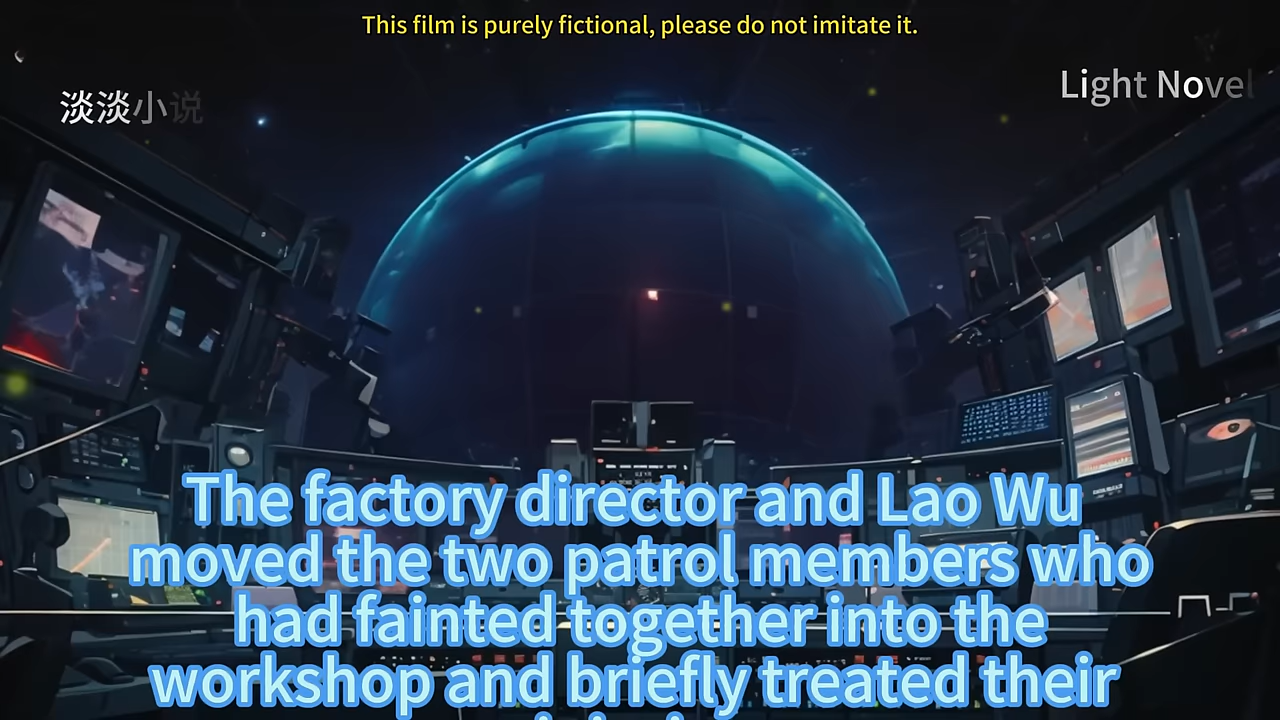 This film is purely fictional, please do not imitate it.
淡淡小说
Light Novel
The factory director and Lao Wu
moved the two patrol members who
had fainted together into the
workshop and briefly treated their